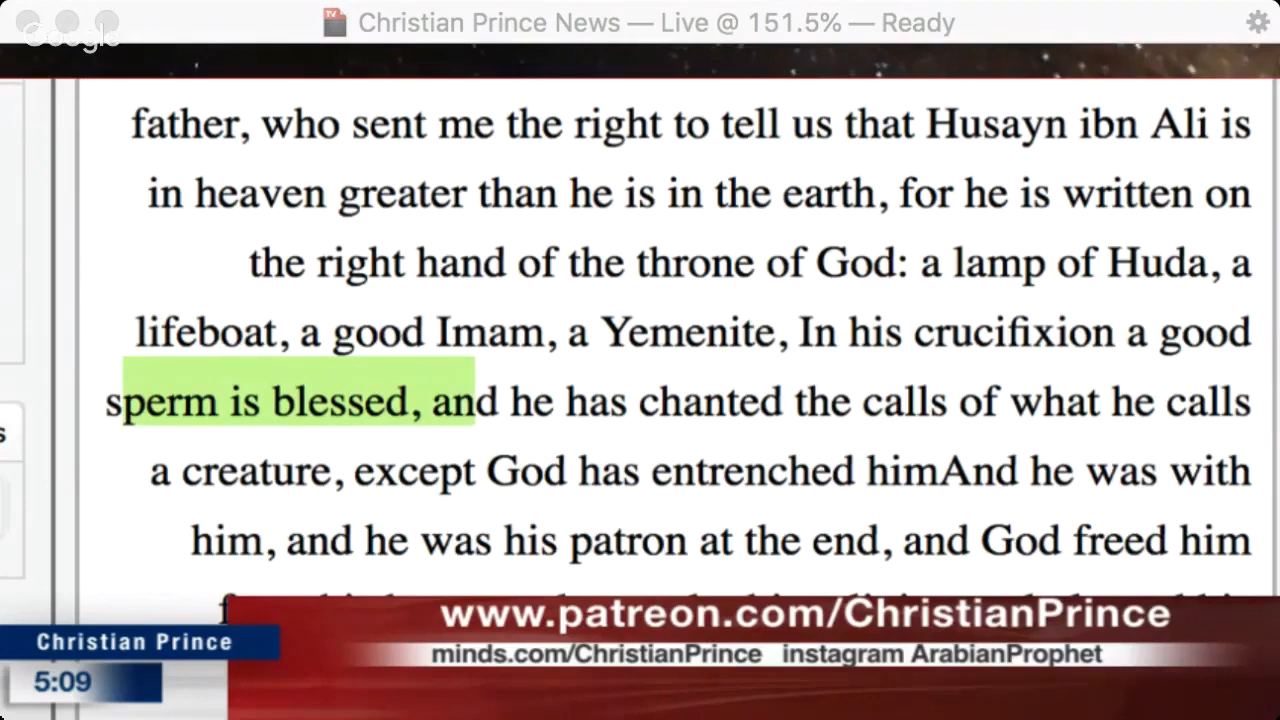 Christian Prince News — Live @ 151.5% — Ready
Google
father, who sent me the right to tell us that Husayn ibn Ali is
in heaven greater than he is in the earth, for he is written on
the right hand of the throne of God: a lamp of Huda, a
lifeboat, a good Imam, a Yemenite, In his crucifixion a good
sperm is blessed, and he has chanted the calls of what he calls
a creature, except God has entrenched himAnd he was with
him, and he was his patron at the end, and God freed him
www.patreon.com/ChristianPrince
Christian Prince
minds.com/ChristianPrince instagram ArabianProphet
5:09